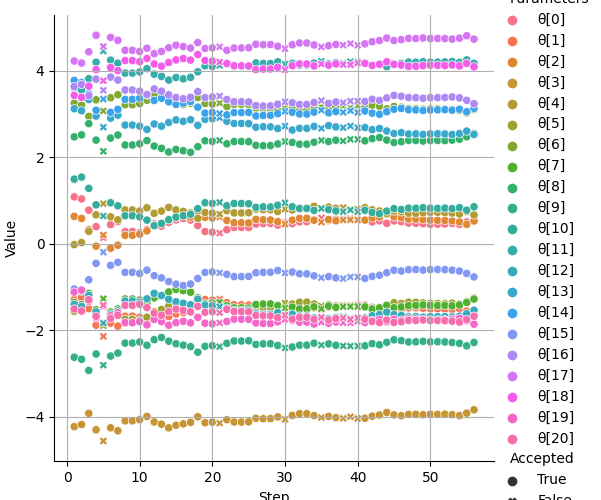 Parameters
θ[0]
θ[1]
θ[2]
θ[3]
θ[4]
θ[5]
θ[6]
θ[7]
θ[8]
θ[9]
θ[10]
θ[11]
θ[12]
θ[13]
θ[14]
θ[15]
θ[16]
θ[17]
θ[18]
θ[19]
θ[20]
Accepted
True
False
4
2
0
−2
−4
Value
0 10 20 30 40 50
Step